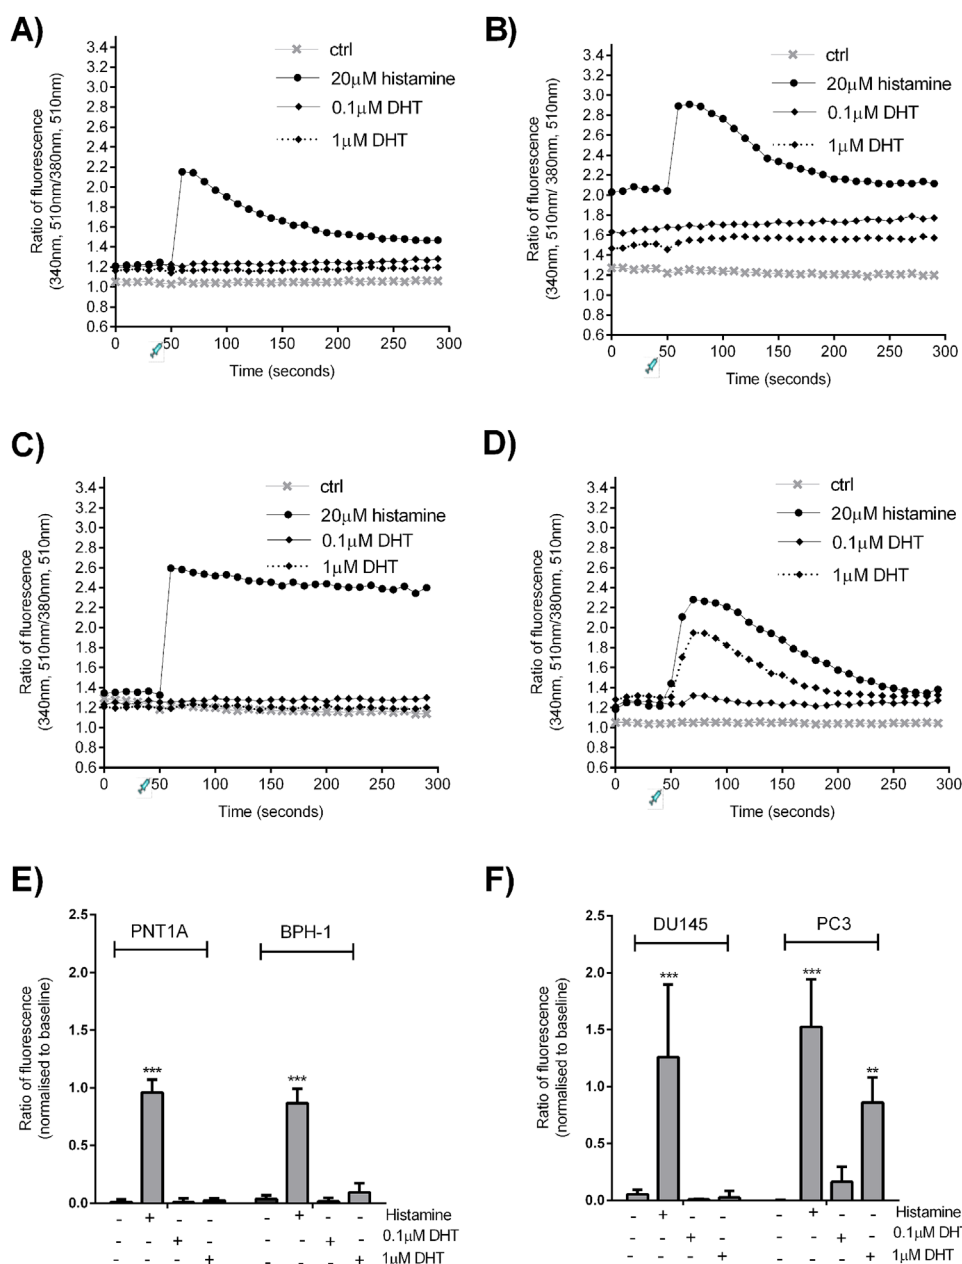 A)
ctrl
20µM histamine
0.1µM DHT
1µM DHT
Ratio of fluorescence
(340nm, 510nm/380nm, 510nm)
3.4
3.2
3.0
2.8
2.6
2.4
2.2
2.0
1.8
1.6
1.4
1.2
1.0
0.8
0.6
0 50 100 150 200 250 300
Time (seconds)
B)
ctrl
20µM histamine
0.1µM DHT
1µM DHT
Ratio of fluorescence
(340nm, 510nm/ 380nm, 510nm)
3.4
3.2
3.0
2.8
2.6
2.4
2.2
2.0
1.8
1.6
1.4
1.2
1.0
0.8
0.6
0 50 100 150 200 250 300
Time (seconds)
C)
ctrl
20µM histamine
0.1µM DHT
1µM DHT
Ratio of fluorescence
(340nm, 510nm/380nm, 510nm)
3.4
3.2
3.0
2.8
2.6
2.4
2.2
2.0
1.8
1.6
1.4
1.2
1.0
0.8
0.6
0 50 100 150 200 250 300
Time (seconds)
D)
ctrl
20µM histamine
0.1µM DHT
1µM DHT
Ratio of fluorescence
(340nm, 510nm/380nm, 510nm)
3.4
3.2
3.0
2.8
2.6
2.4
2.2
2.0
1.8
1.6
1.4
1.2
1.0
0.8
0.6
0 50 100 150 200 250 300
Time (seconds)
E)
PNT1A BPH-1
Ratio of fluorescence
(normalised to baseline)
2.5
2.0
1.5
1.0
0.5
0.0
*** ***
- + - - - + - - Histamine
- - + - - - + - 0.1µM DHT
- - - + - - - + 1µM DHT
F)
DU145 PC3
Ratio of fluorescence
(normalised to baseline)
2.5
2.0
1.5
1.0
0.5
0.0
*** *** **
- + - - - + - - Histamine
- - + - - - + - 0.1µM DHT
- - - + - - - + 1µM DHT